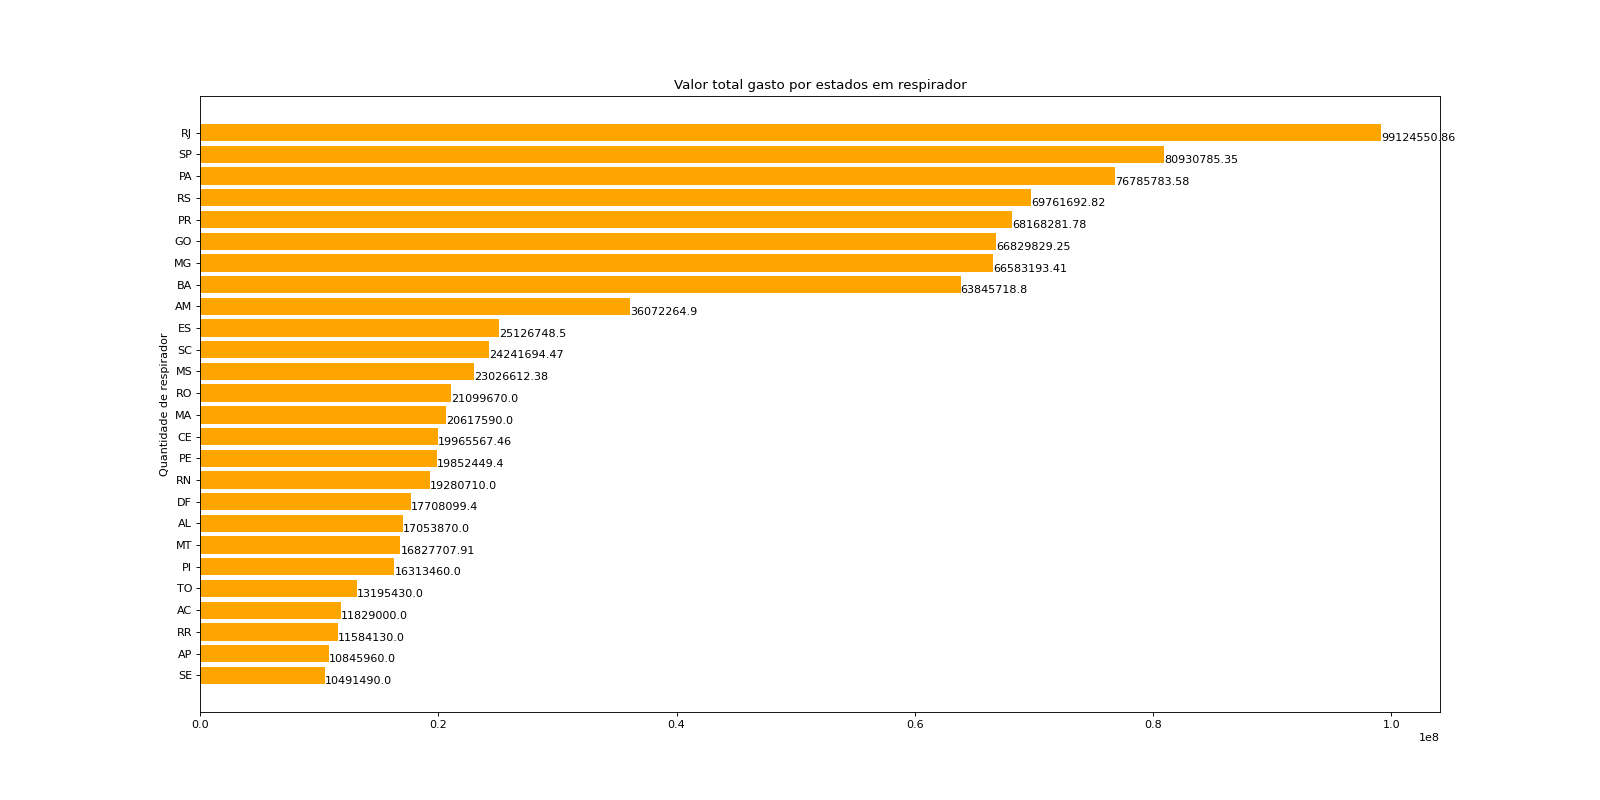 Valor total gasto por estados em respirador
Quantidade de respirador
RJ 99124550.86
SP 80930785.35
PA 76785783.58
RS 69761692.82
PR 68168281.78
GO 66829829.25
MG 66583193.41
BA 63845718.8
AM 36072264.9
ES 25126748.5
SC 24241694.47
MS 23026612.38
RO 21099670.0
MA 20617590.0
CE 19965567.46
PE 19852449.4
RN 19280710.0
DF 17708099.4
AL 17053870.0
MT 16827707.91
PI 16313460.0
TO 13195430.0
AC 11829000.0
RR 11584130.0
AP 10845960.0
SE 10491490.0
0.0 0.2 0.4 0.6 0.8 1.0
1e8